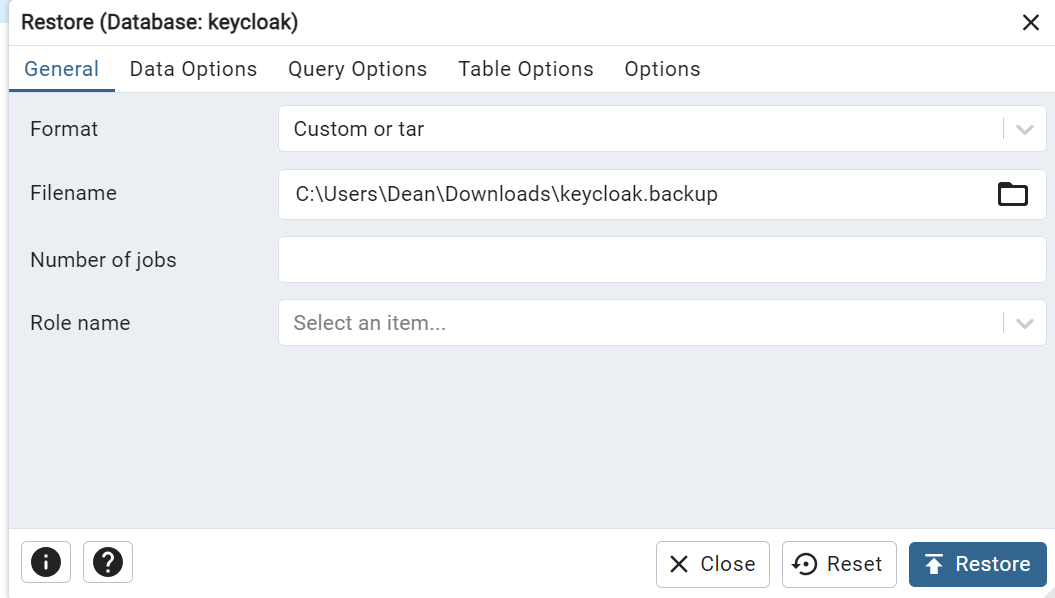 Restore (Database: keycloak)
General Data Options Query Options Table Options Options
Format Custom or tar
Filename C:\Users\Dean\Downloads\keycloak.backup
Number of jobs
Role name Select an item...
Close Reset Restore